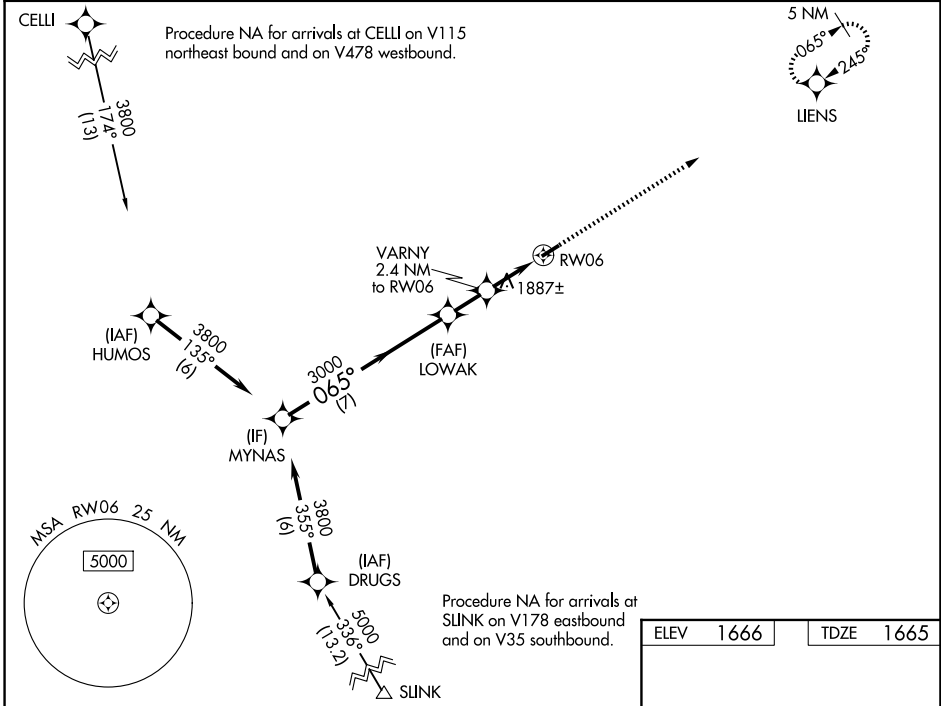 CELLI
Procedure NA for arrivals at CELLI on V115
northeast bound and on V478 westbound.
5 NM
065°
245°
LIENS
3800
174°
(13)
VARNY
2.4 NM
to RW06
RW06
1887±
(IAF)
HUMOS
3800
135°
(6)
(FAF)
LOWAK
3000
065°
(7)
(IF)
MYNAS
3800
355°
(6)
MSA RW06 25 NM
5000
(IAF)
DRUGS
5000
336°
(13.2)
SLINK
Procedure NA for arrivals at
SLINK on V178 eastbound
and on V35 southbound.
ELEV 1666
TDZE 1665